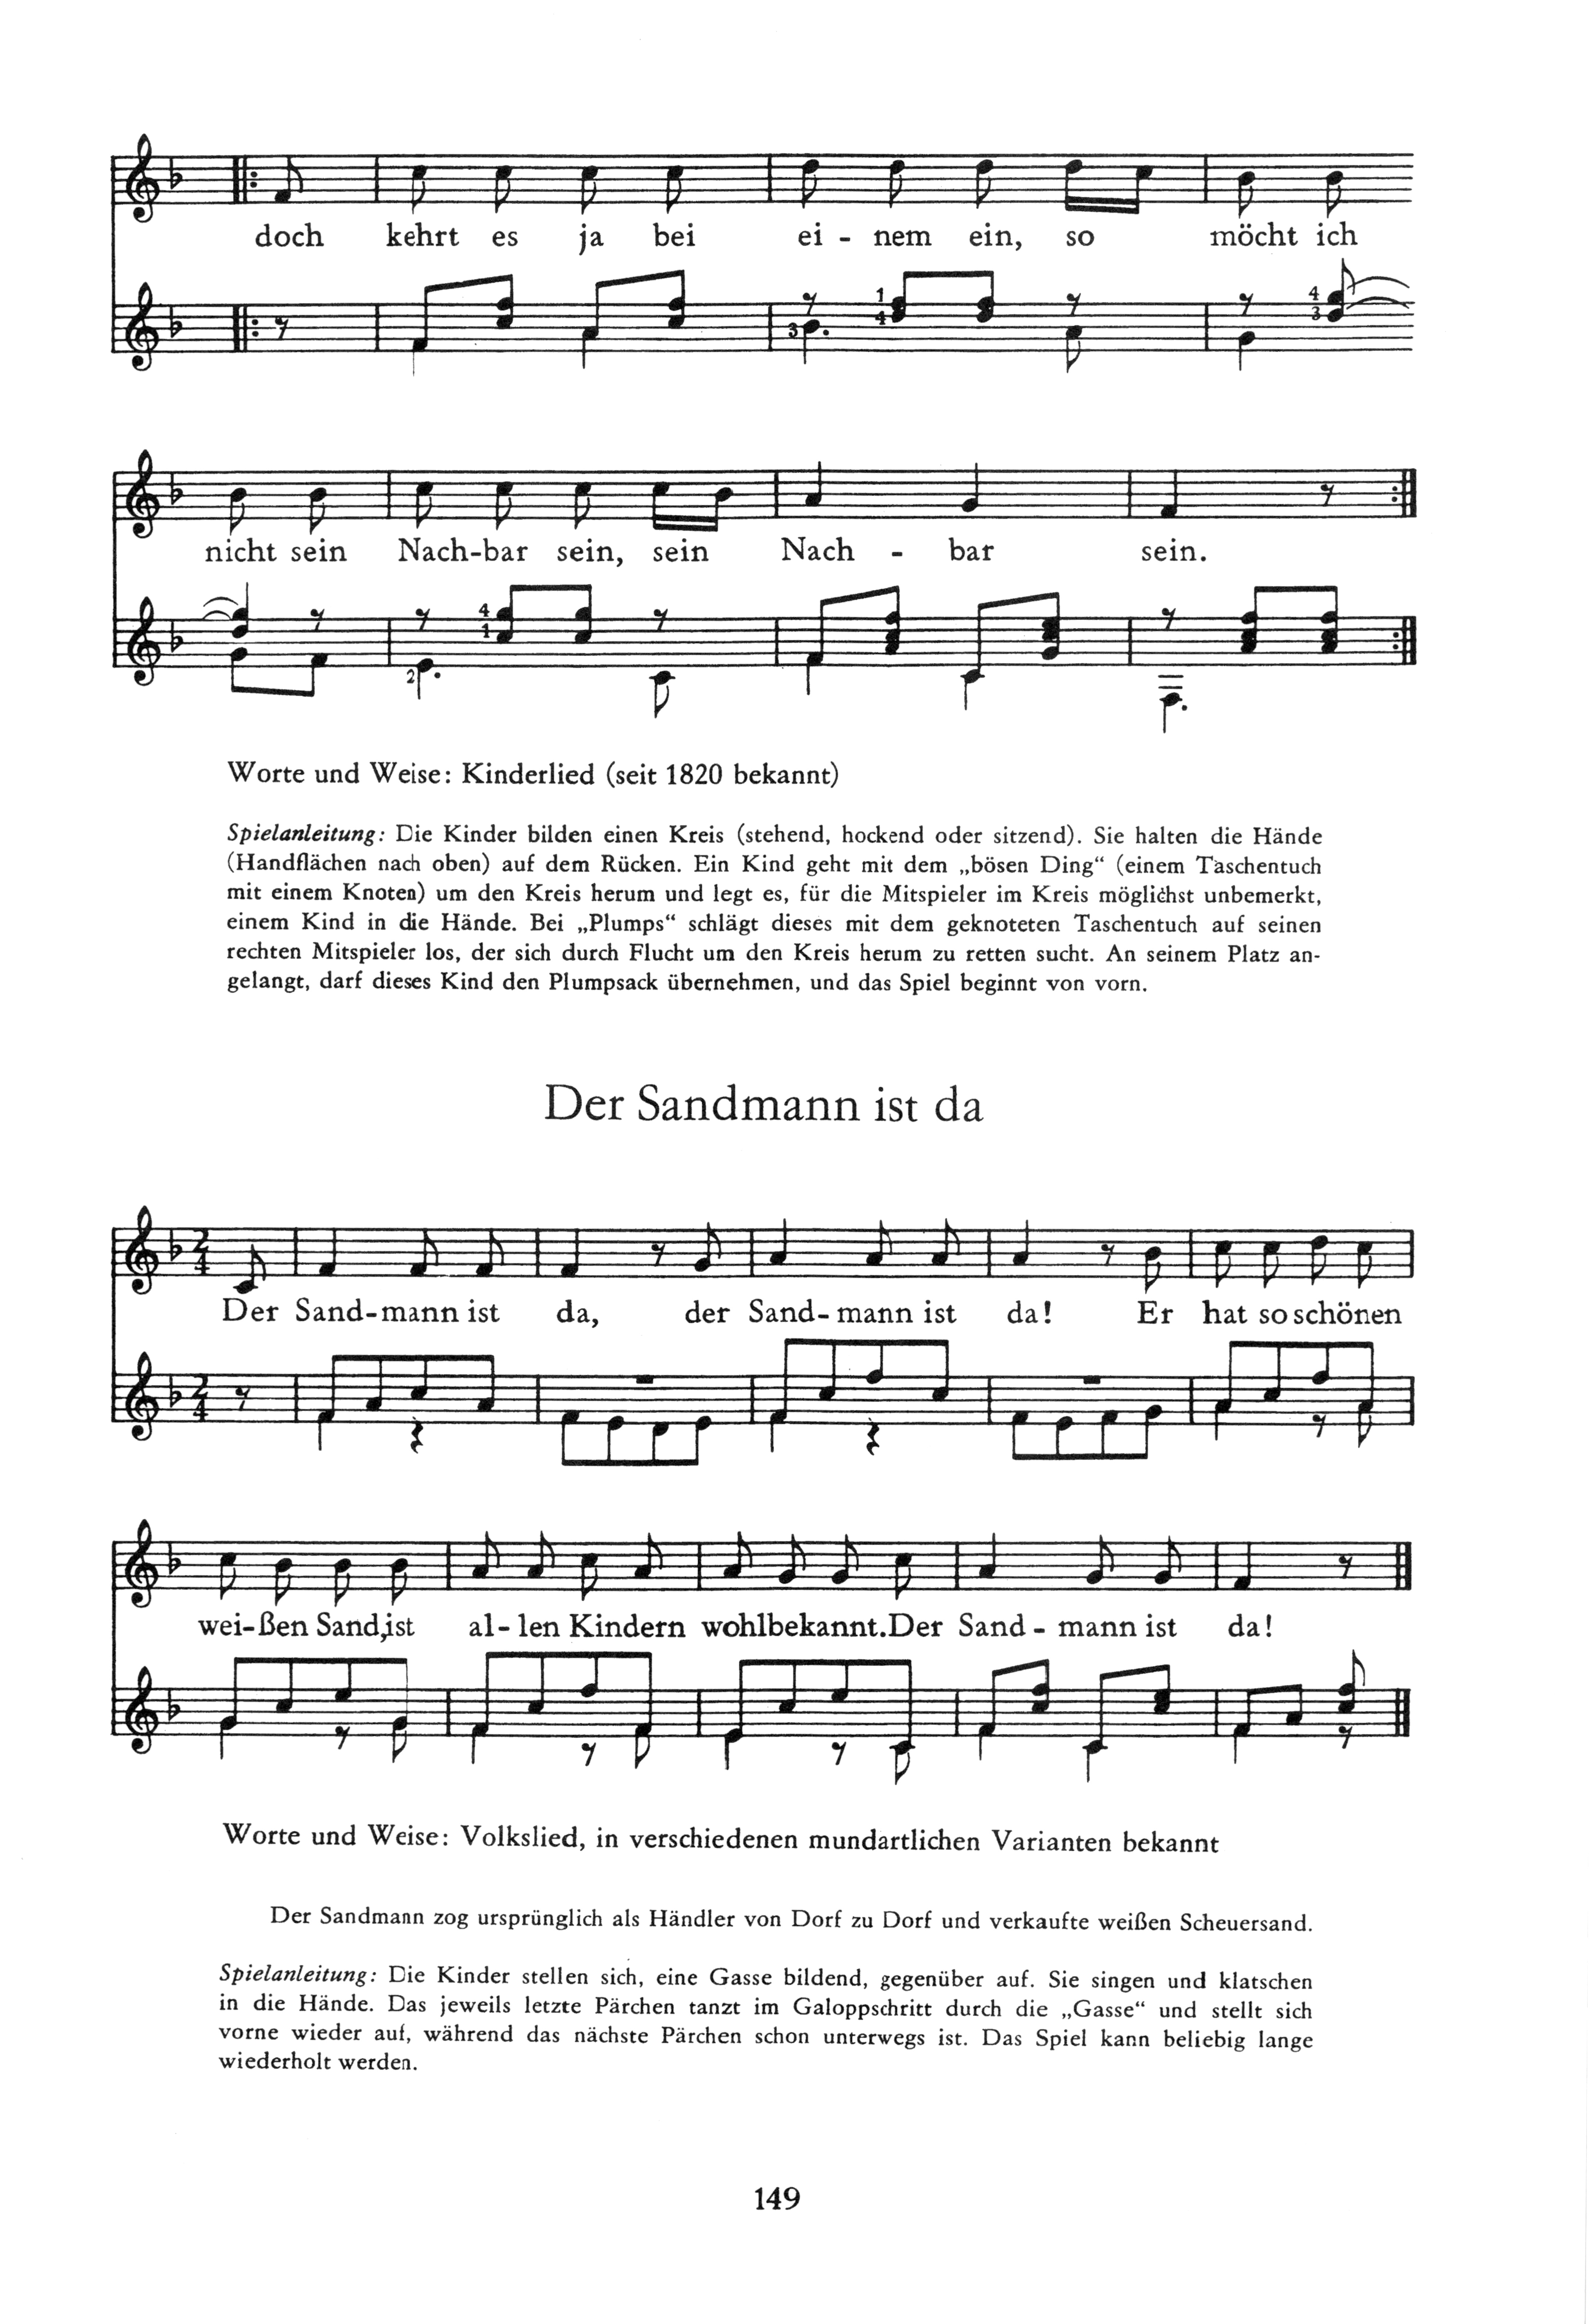 doch kehrt es ja bei ei - nem ein, so möcht ich
1 4 3 4 3
nicht sein Nach-bar sein, sein Nach - bar sein.
4 1 2
Worte und Weise: Kinderlied (seit 1820 bekannt)
Spielanleitung: Die Kinder bilden einen Kreis (stehend, hockend oder sitzend). Sie halten die Hände
(Handflächen nach oben) auf dem Rücken. Ein Kind geht mit dem „bösen Ding“ (einem Taschentuch
mit einem Knoten) um den Kreis herum und legt es, für die Mitspieler im Kreis möglichst unbemerkt,
einem Kind in die Hände. Bei „Plumps“ schlägt dieses mit dem geknoteten Taschentuch auf seinen
rechten Mitspieler los, der sich durch Flucht um den Kreis herum zu retten sucht. An seinem Platz an-
gelangt, darf dieses Kind den Plumpsack übernehmen, und das Spiel beginnt von vorn.
Der Sandmann ist da
2 4
Der Sand-mann ist da, der Sand-mann ist da! Er hat so schönen
2 4
wei-ßen Sand,ist al-len Kindern wohlbekannt.Der Sand-mann ist da!
Worte und Weise: Volkslied, in verschiedenen mundartlichen Varianten bekannt
Der Sandmann zog ursprünglich als Händler von Dorf zu Dorf und verkaufte weißen Scheuersand.
Spielanleitung: Die Kinder stellen sich, eine Gasse bildend, gegenüber auf. Sie singen und klatschen
in die Hände. Das jeweils letzte Pärchen tanzt im Galoppschritt durch die „Gasse“ und stellt sich
vorne wieder auf, während das nächste Pärchen schon unterwegs ist. Das Spiel kann beliebig lange
wiederholt werden.
149